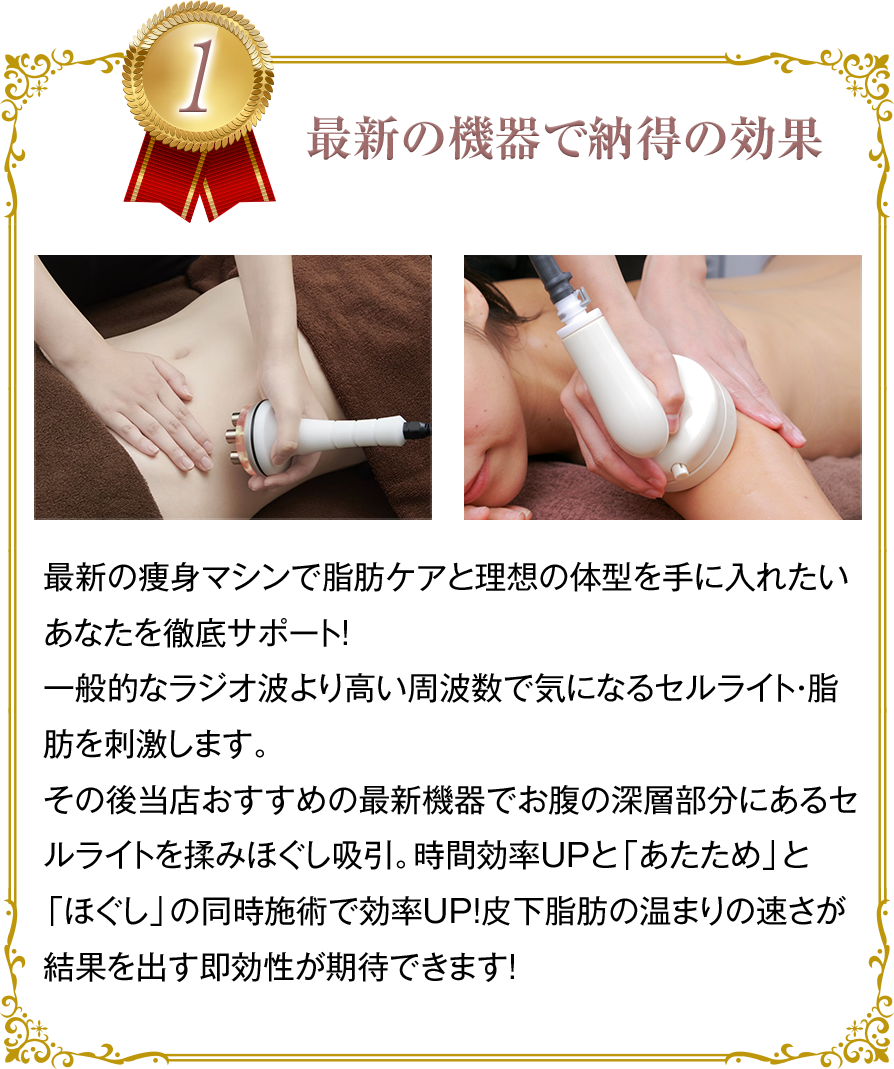 1
最新の機器で納得の効果
最新の痩身マシンで脂肪ケアと理想の体型を手に入れたい
あなたを徹底サポート!
一般的なラジオ波より高い周波数で気になるセルライト・脂
肪を刺激します。
その後当店おすすめの最新機器でお腹の深層部分にあるセ
ルライトを揉みほぐし吸引。時間効率UPと「あたため」と
「ほぐし」の同時施術で効率UP!皮下脂肪の温まりの速さが
結果を出す即効性が期待できます!